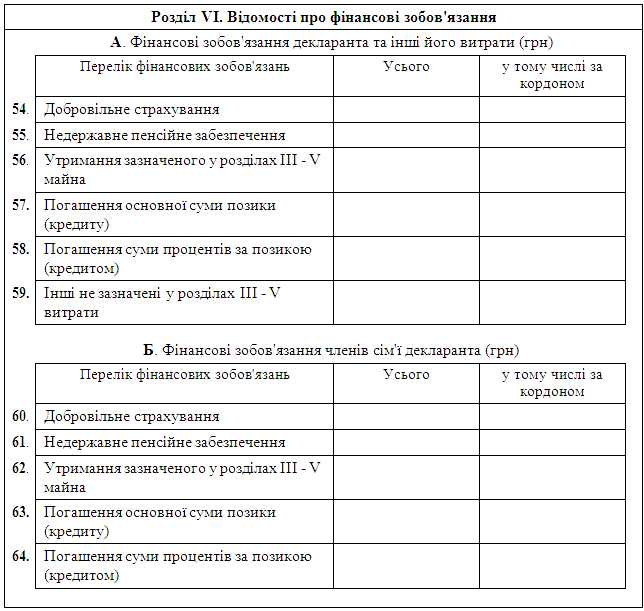 Розділ VI. Відомості про фінансові зобов'язання
А. Фінансові зобов'язання декларанта та інші його витрати (грн)
Перелік фінансових зобов'язань Усього у тому числі за
кордоном
54. Добровільне страхування
55. Недержавне пенсійне забезпечення
56. Утримання зазначеного у розділах III - V
майна
57. Погашення основної суми позики
(кредиту)
58. Погашення суми процентів за позикою
(кредитом)
59. Інші не зазначені у розділах III - V
витрати
Б. Фінансові зобов'язання членів сім'ї декларанта (грн)
Перелік фінансових зобов'язань Усього у тому числі за
кордоном
60. Добровільне страхування
61. Недержавне пенсійне забезпечення
62. Утримання зазначеного у розділах III - V
майна
63. Погашення основної суми позики
(кредиту)
64. Погашення суми процентів за позикою
(кредитом)